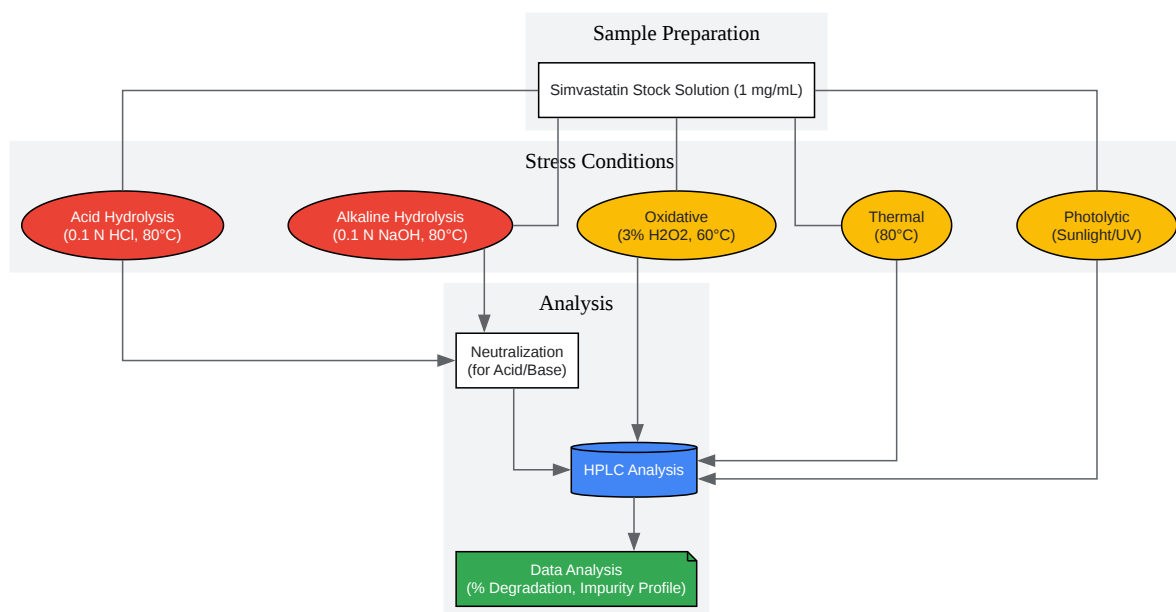 Sample Preparation
Simvastatin Stock Solution (1 mg/mL)
Stress Conditions
Acid Hydrolysis
(0.1 N HCl, 80°C)
Alkaline Hydrolysis
(0.1 N NaOH, 80°C)
Oxidative
(3% H2O2, 60°C)
Thermal
(80°C)
Photolytic
(Sunlight/UV)
Analysis
Neutralization
(for Acid/Base)
HPLC Analysis
Data Analysis
(% Degradation, Impurity Profile)